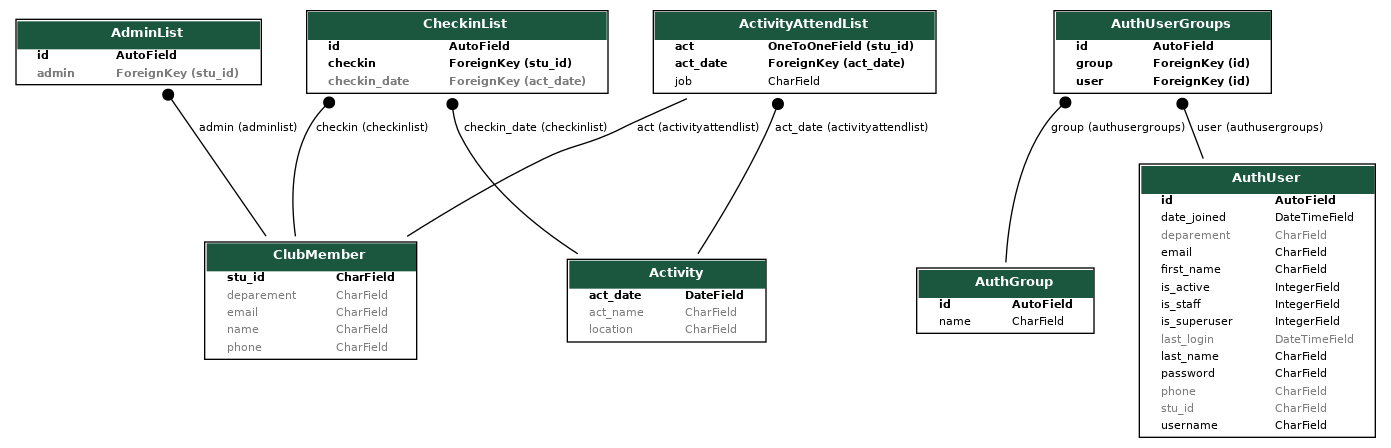 AdminList
id AutoField
admin ForeignKey (stu_id)
CheckinList
id AutoField
checkin ForeignKey (stu_id)
checkin_date ForeignKey (act_date)
ActivityAttendList
act OneToOneField (stu_id)
act_date ForeignKey (act_date)
job CharField
AuthUserGroups
id AutoField
group ForeignKey (id)
user ForeignKey (id)
admin (adminlist)
checkin (checkinlist)
checkin_date (checkinlist)
act (activityattendlist)
act_date (activityattendlist)
group (authusergroups)
user (authusergroups)
ClubMember
stu_id CharField
deparement CharField
email CharField
name CharField
phone CharField
Activity
act_date DateField
act_name CharField
location CharField
AuthGroup
id AutoField
name CharField
AuthUser
id AutoField
date_joined DateTimeField
deparement CharField
email CharField
first_name CharField
is_active IntegerField
is_staff IntegerField
is_superuser IntegerField
last_login DateTimeField
last_name CharField
password CharField
phone CharField
stu_id CharField
username CharField